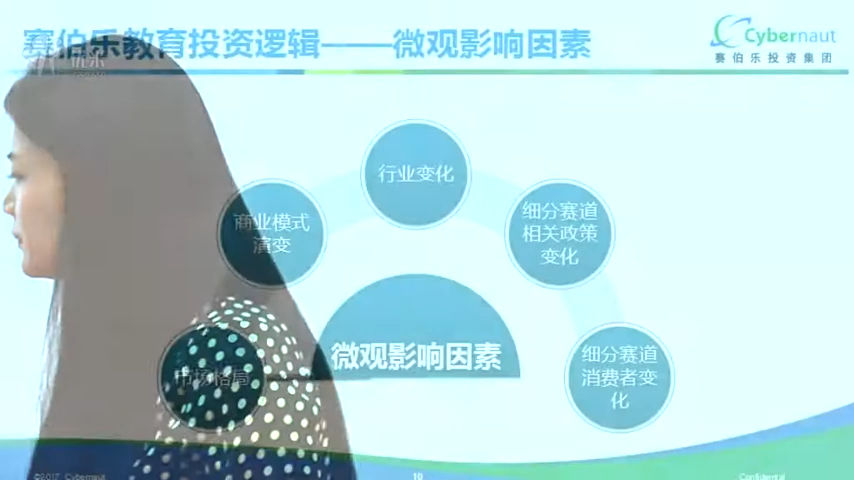 赛伯乐教育投资逻辑——微观影响因素
Cybernaut
赛伯乐投资集团
行业变化
商业模式
演变
细分赛道
相关政策
变化
微观影响因素
市场格局
细分赛道
消费者变
化
©2017 Cybernaut
10
Confidential